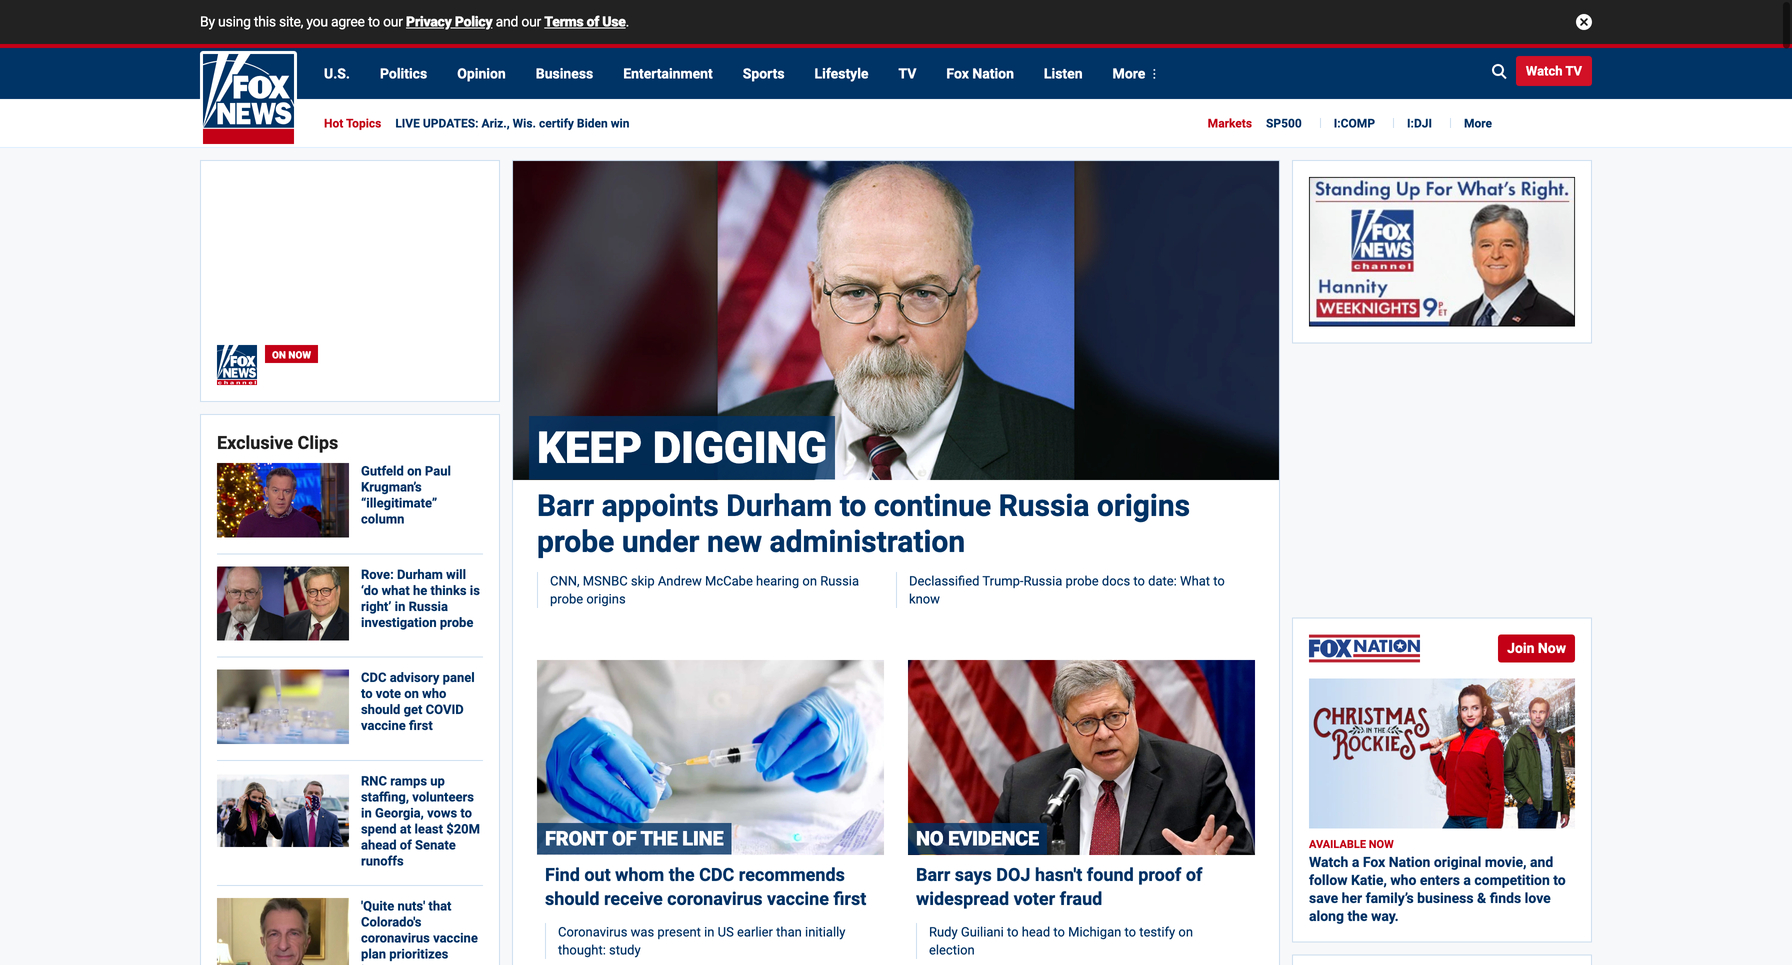 By using this site, you agree to our Privacy Policy and our Terms of Use.
FOX
NEWS
U.S.
Politics
Opinion
Business
Entertainment
Sports
Lifestyle
TV
Fox Nation
Listen
More
Watch TV
Hot Topics
LIVE UPDATES: Ariz., Wis. certify Biden win
Markets
SP500
I:COMP
I:DJI
More
FOX
NEWS
channel
ON NOW
Exclusive Clips
Gutfeld on Paul
Krugman's
“illegitimate”
column
Rove: Durham will
‘do what he thinks is
right’ in Russia
investigation probe
CDC advisory panel
to vote on who
should get COVID
vaccine first
RNC ramps up
staffing, volunteers
in Georgia, vows to
spend at least $20M
ahead of Senate
runoffs
'Quite nuts' that
Colorado's
coronavirus vaccine
plan prioritizes
KEEP DIGGING
Barr appoints Durham to continue Russia origins
probe under new administration
CNN, MSNBC skip Andrew McCabe hearing on Russia
probe origins
Declassified Trump-Russia probe docs to date: What to
know
FRONT OF THE LINE
Find out whom the CDC recommends
should receive coronavirus vaccine first
Coronavirus was present in US earlier than initially
thought: study
NO EVIDENCE
Barr says DOJ hasn't found proof of
widespread voter fraud
Rudy Guiliani to head to Michigan to testify on
election
Standing Up For What's Right.
FOX
NEWS
channel
Hannity
WEEKNIGHTS 9P ET
FOX NATION
Join Now
CHRISTMAS
IN THE
ROCKIES
AVAILABLE NOW
Watch a Fox Nation original movie, and
follow Katie, who enters a competition to
save her family's business & finds love
along the way.